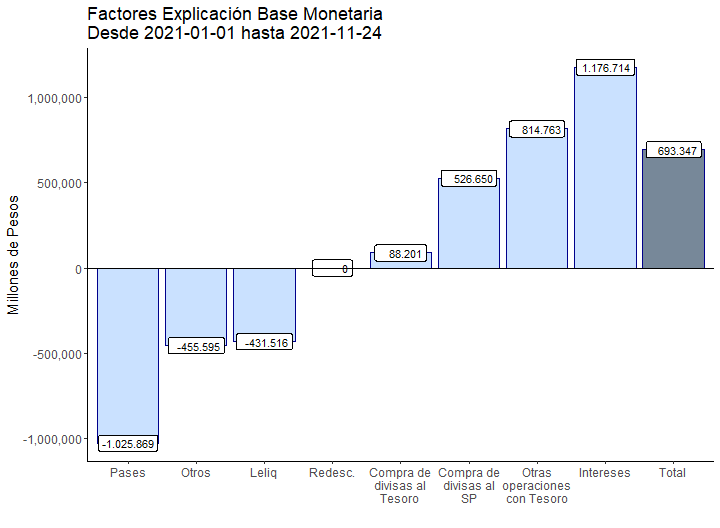 Factores Explicación Base Monetaria
Desde 2021-01-01 hasta 2021-11-24
Millones de Pesos
1,000,000
500,000
0
-500,000
-1,000,000
-1.025.869
-455.595
-431.516
0
88.201
526.650
814.763
1.176.714
693.347
Pases
Otros
Leliq
Redesc.
Compra de
divisas al
Tesoro
Compra de
divisas al
SP
Otras
operaciones
con Tesoro
Intereses
Total